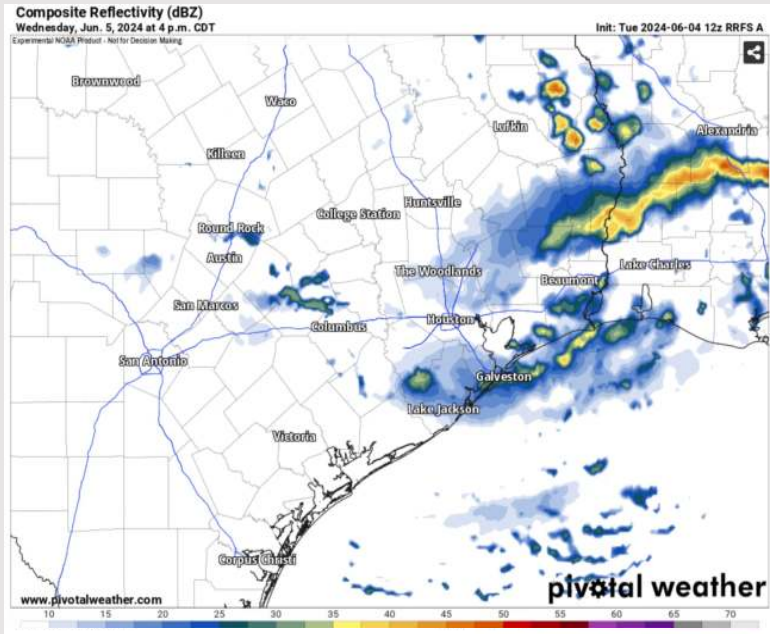 Composite Reflectivity (dBZ)
Wednesday, Jun. 5, 2024 at 4 p.m. CDT
Init: Tue 2024-06-04 12z RRFS A
Experimental NOAA Product - Not for Decision Making
Brownwood
Waco
Lufkin
Alexandria
Killeen
Huntsville
College Station
Round Rock
Austin
The Woodlands
Lake Charles
Beaumont
San Marcos
Houston
Columbus
San Antonio
Galveston
Lake Jackson
Victoria
Corpus Christi
www.pivotalweather.com
pivotal weather
10 15 20 25 30 35 40 45 50 55 60 65 70